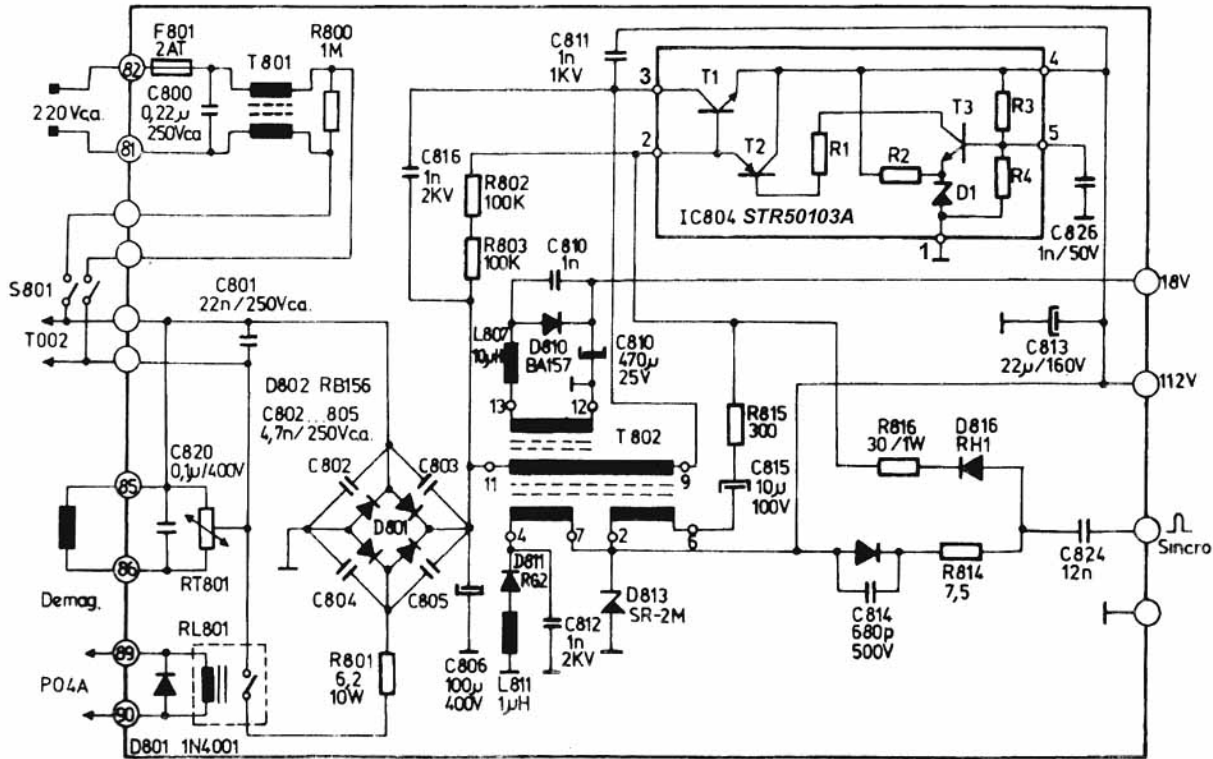 F801
2AT
82
T801
R800
1M
C800
0,22µ
250Vca
220Vc.a.
81
C811
1n
1KV
3
T1
4
T3
R3
5
2
T2
R1
R2
R4
D1
IC804 STR50103A
1
C826
1n/50V
C816
1n
2KV
R802
100K
R803
100K
C810
1n
S801
C801
22n/250Vca.
T002
18V
L807
10µH
D810
BA157
C810
470µ
25V
C813
22µ/160V
112V
D802 RB156
C802...805
4,7n/250Vc.a.
13
12
T802
R815
300
R816
30/1W
D816
RH1
C820
0,1µ/400V
C802
C803
11
9
C815
10µ
100V
85
D801
4
7
2
6
86
RT801
C804
C805
D811
RG2
D813
SR-2M
R814
7,5
C824
12n
Sincro
Demag.
C812
1n
2KV
C814
680p
500V
RL801
89
P04A
90
R801
6,2
10W
C806
100µ
400V
L811
1µH
D801 1N4001